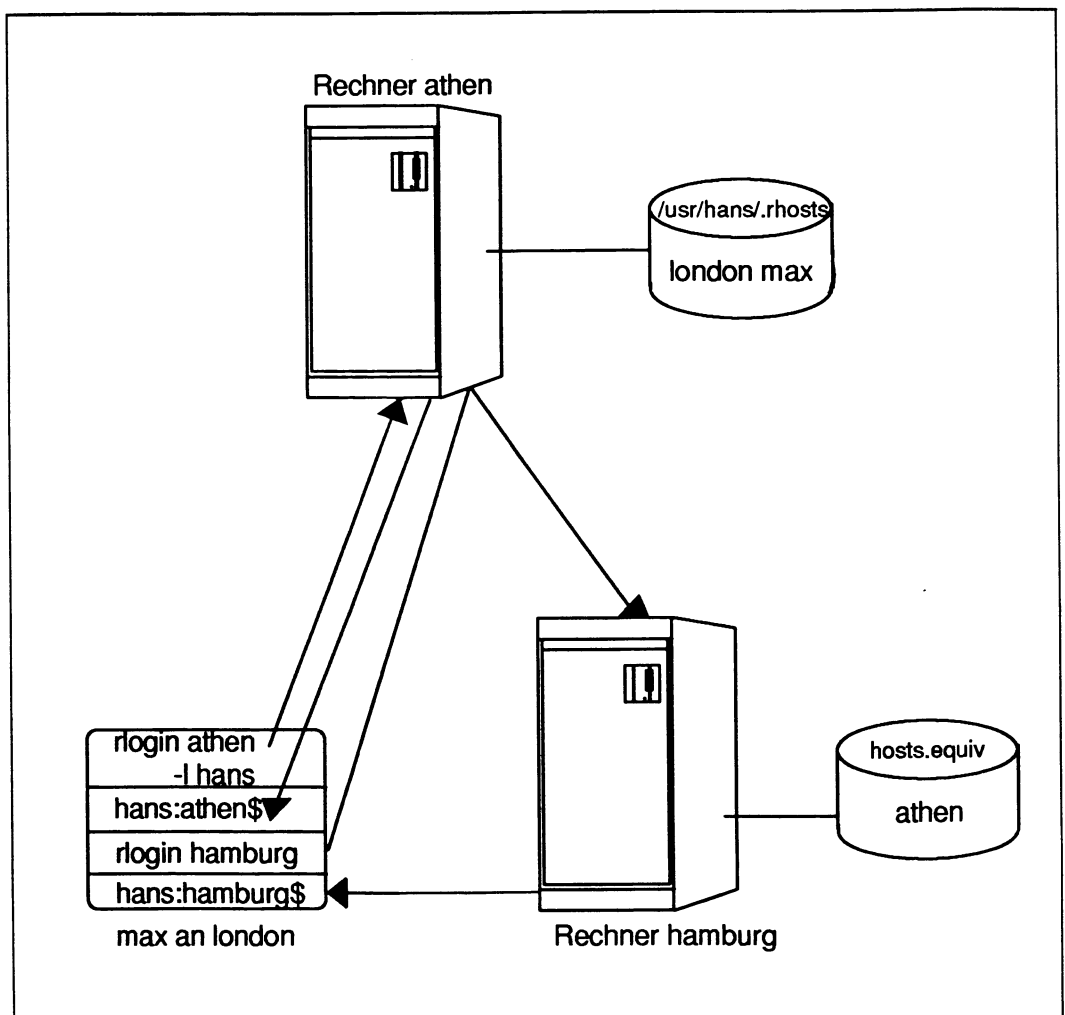 Rechner athen
/usr/hans/.rhosts
london max
rlogin athen
-l hans
hans:athen$
rlogin hamburg
hans:hamburg$
max an london
hosts.equiv
athen
Rechner hamburg